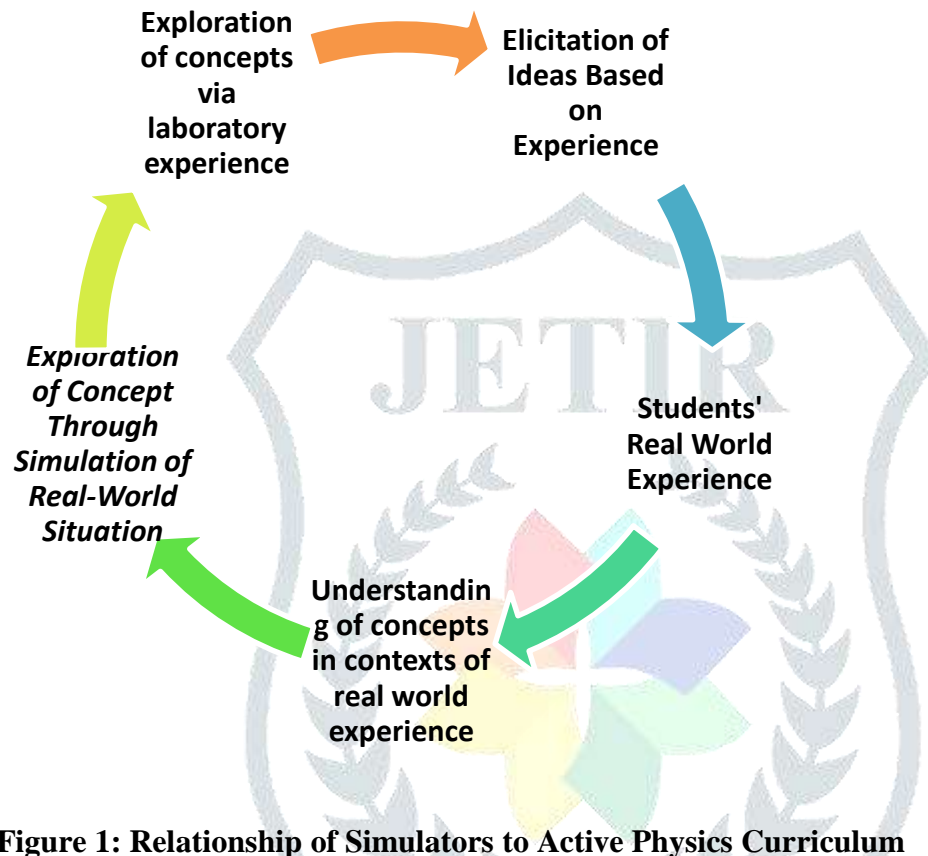 Exploration
of concepts
via
laboratory
experience
Elicitation of
Ideas Based
on
Experience
JETIR
Students'
Real World
Experience
Exploration
of Concept
Through
Simulation of
Real-World
Situation
Understandin
g of concepts
in contexts of
real world
experience
Figure 1: Relationship of Simulators to Active Physics Curriculum